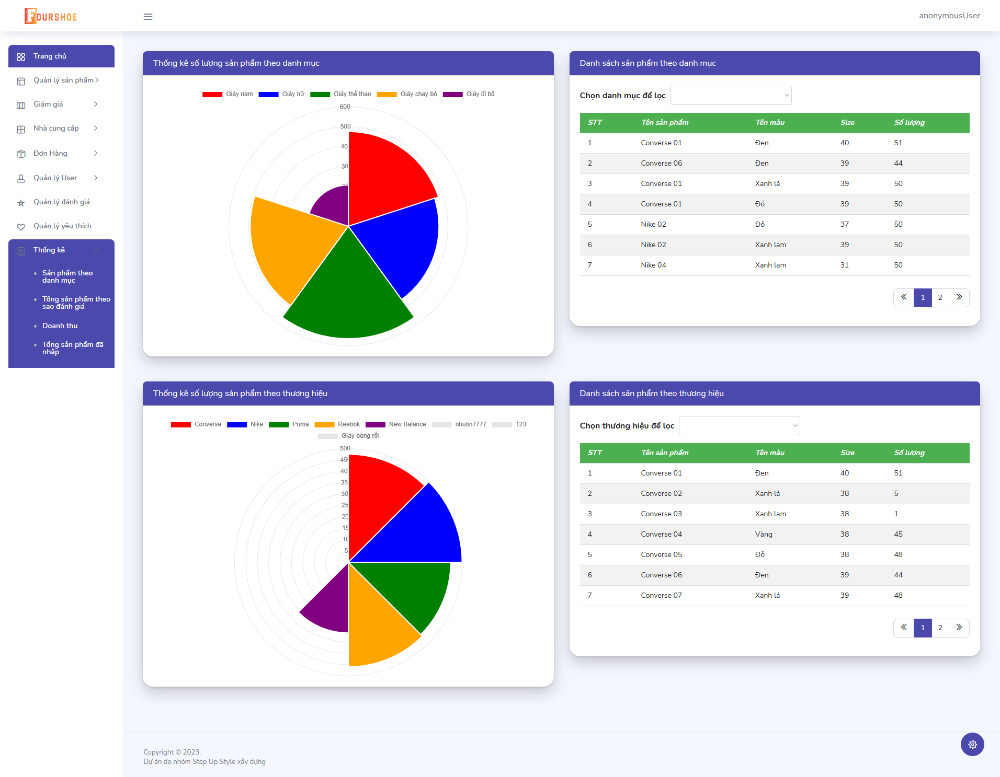 FOURSHOE
anonymousUser
Trang chủ
Quản lý sản phẩm
Giảm giá
Nhà cung cấp
Đơn Hàng
Quản lý User
Quản lý đánh giá
Quản lý yêu thích
Thống kê
Sản phẩm theo
danh mục
Tổng sản phẩm theo
sao đánh giá
Doanh thu
Tổng sản phẩm đã
nhập
Thống kê số lượng sản phẩm theo danh mục
Giày nam Giày nữ Giày thể thao Giày chạy bộ Giày đi bộ
600
500
40
30
Danh sách sản phẩm theo danh mục
Chọn danh mục để lọc
STT Tên sản phẩm Tên màu Size Số lượng
1 Converse 01 Đen 40 51
2 Converse 06 Đen 39 44
3 Converse 01 Xanh lá 39 50
4 Converse 01 Đỏ 39 50
5 Nike 02 Đỏ 37 50
6 Nike 02 Xanh lam 39 50
7 Nike 04 Xanh lam 31 50
1 2
Thống kê số lượng sản phẩm theo thương hiệu
Converse Nike Puma Reebok New Balance nhutin7777 123
Giày bóng rổ\
500
45
40
35
30
25
20
15
10
5
Danh sách sản phẩm theo thương hiệu
Chọn thương hiệu để lọc
STT Tên sản phẩm Tên màu Size Số lượng
1 Converse 01 Đen 40 51
2 Converse 02 Xanh lá 38 5
3 Converse 03 Xanh lam 38 1
4 Converse 04 Vàng 38 45
5 Converse 05 Đỏ 38 48
6 Converse 06 Đen 39 44
7 Converse 07 Xanh lá 39 48
1 2
Copyright © 2023.
Dự án do nhóm Step Up Style xây dựng